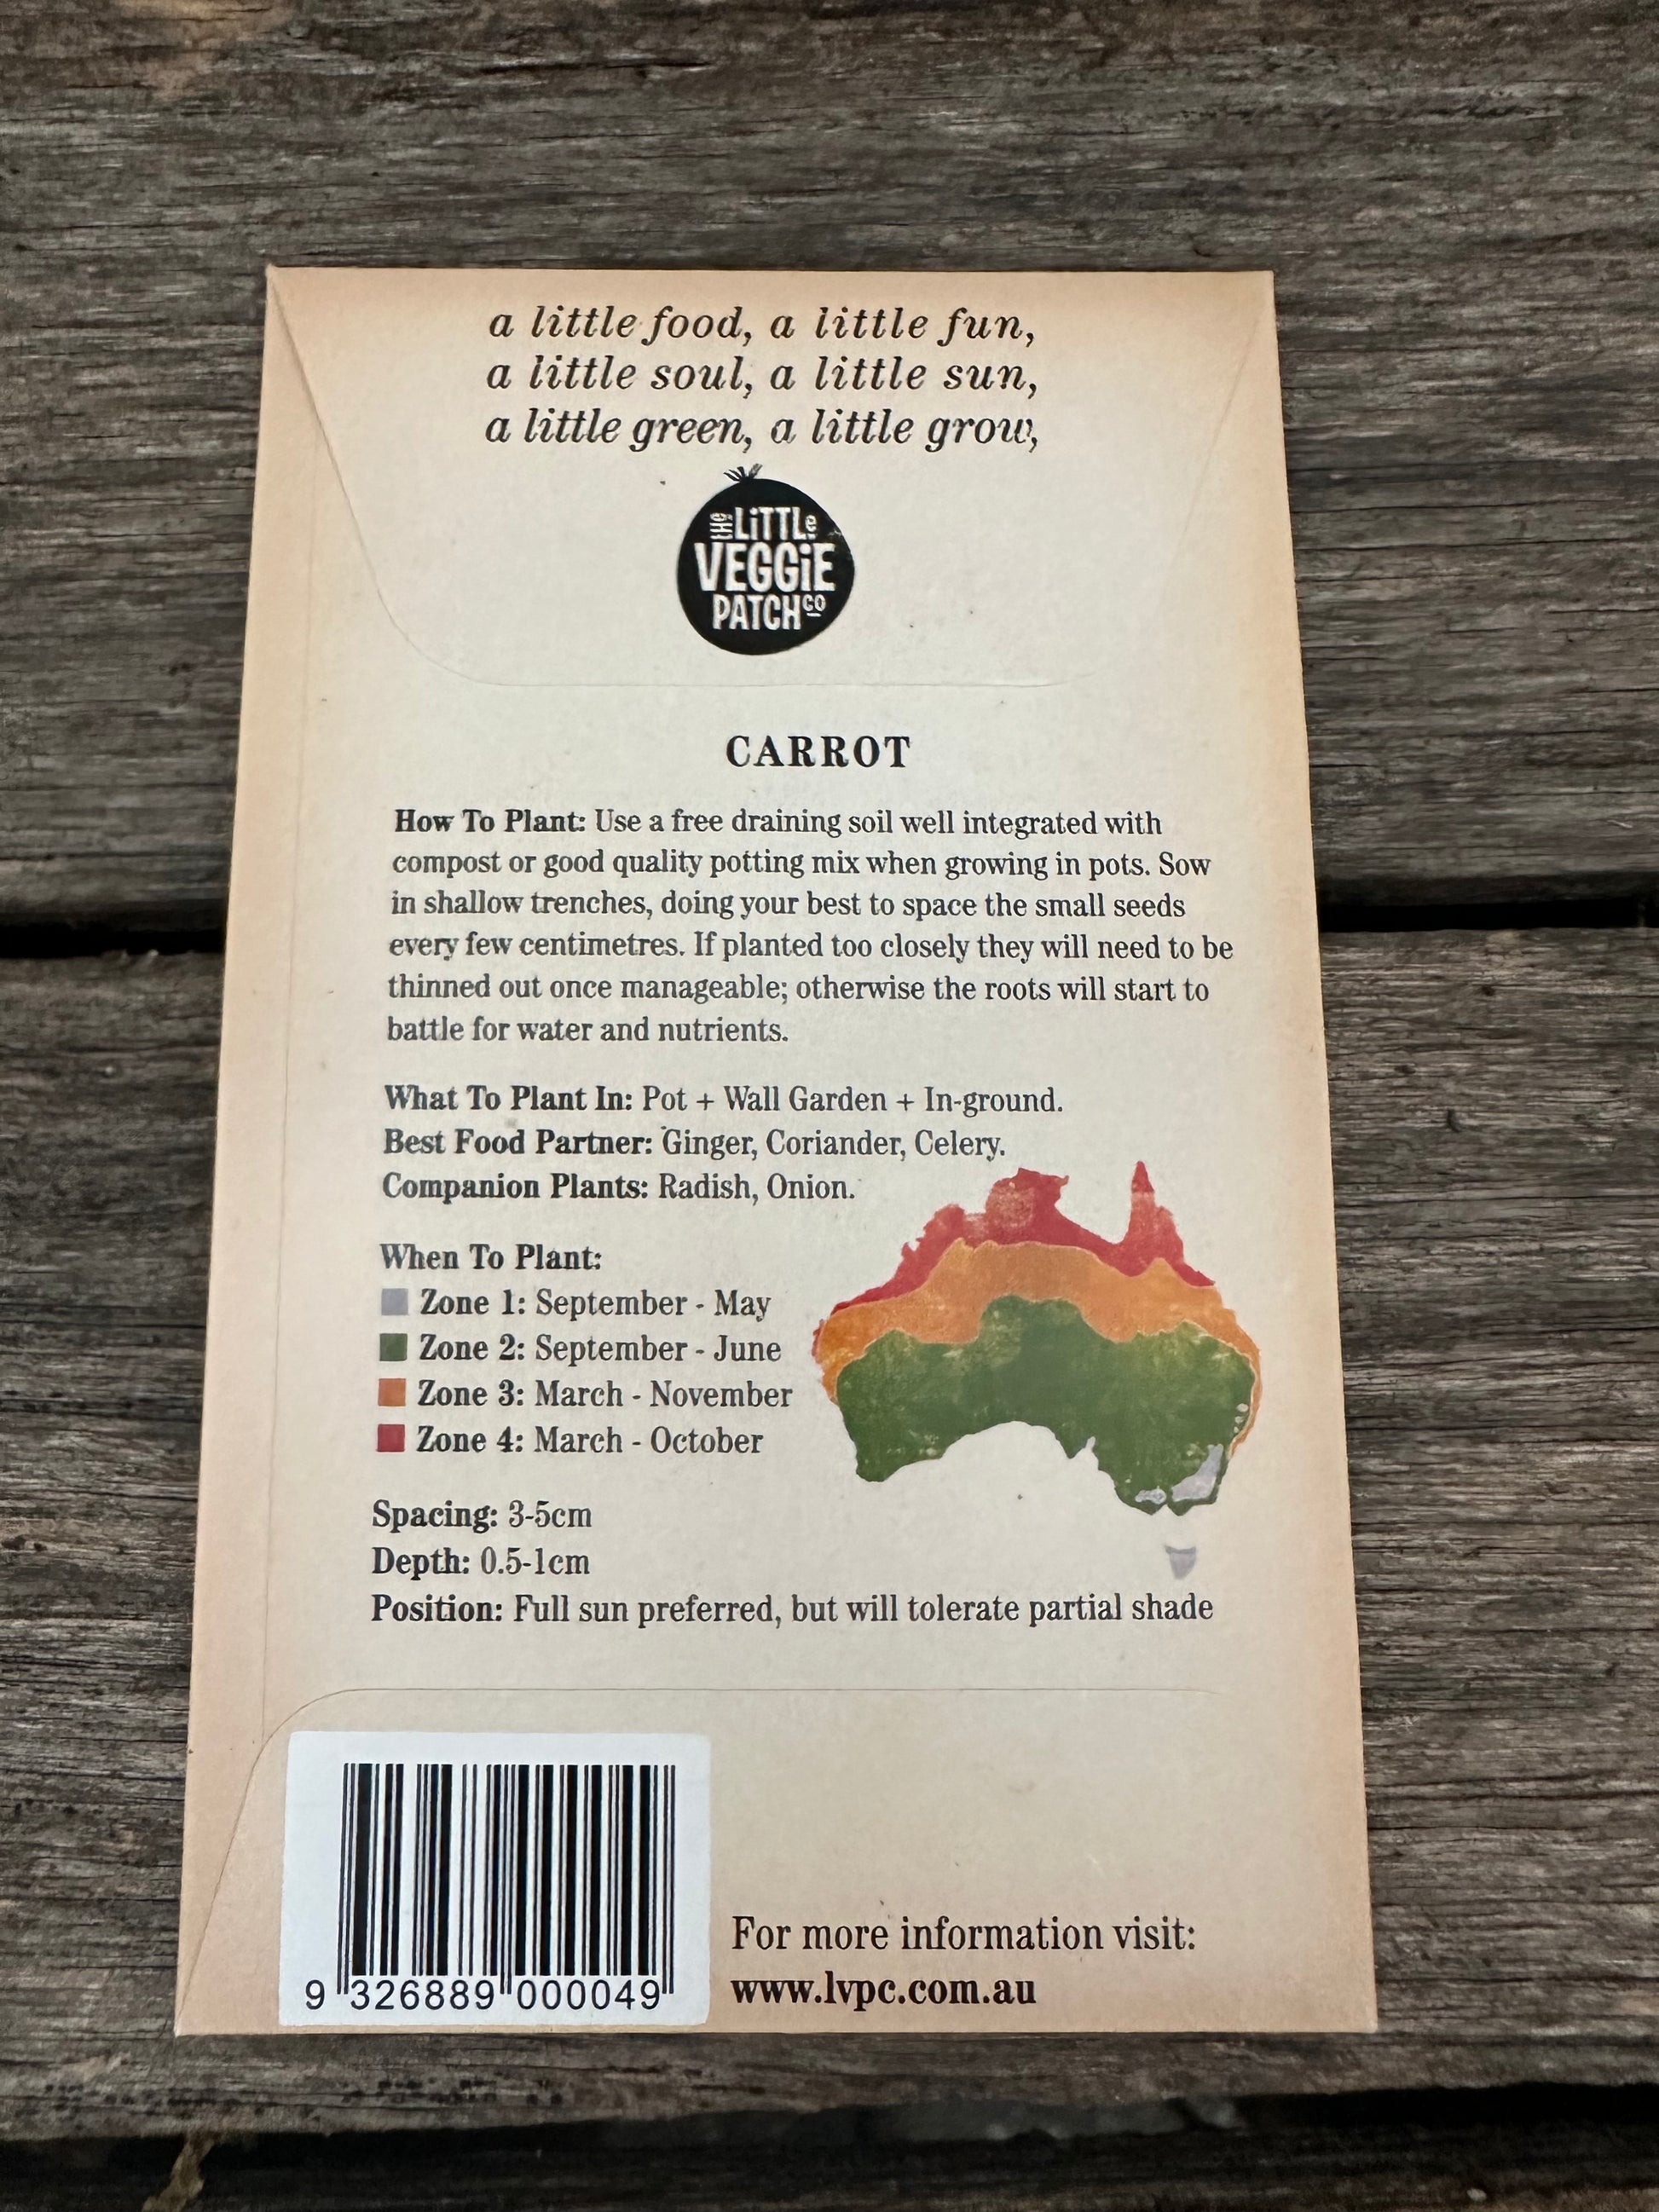 a little food, a little fun,
a little soul, a little sun,
a little green, a little grow,
THE LiTTLe
VEGGiE
PATCH CO
CARROT
How To Plant: Use a free draining soil well integrated with
compost or good quality potting mix when growing in pots. Sow
in shallow trenches, doing your best to space the small seeds
every few centimetres. If planted too closely they will need to be
thinned out once manageable; otherwise the roots will start to
battle for water and nutrients.
What To Plant In: Pot + Wall Garden + In-ground.
Best Food Partner: Ginger, Coriander, Celery.
Companion Plants: Radish, Onion.
When To Plant:
Zone 1: September - May
Zone 2: September - June
Zone 3: March - November
Zone 4: March - October
Spacing: 3-5cm
Depth: 0.5-1cm
Position: Full sun preferred, but will tolerate partial shade
9 326889 000049
For more information visit:
www.lvpc.com.au